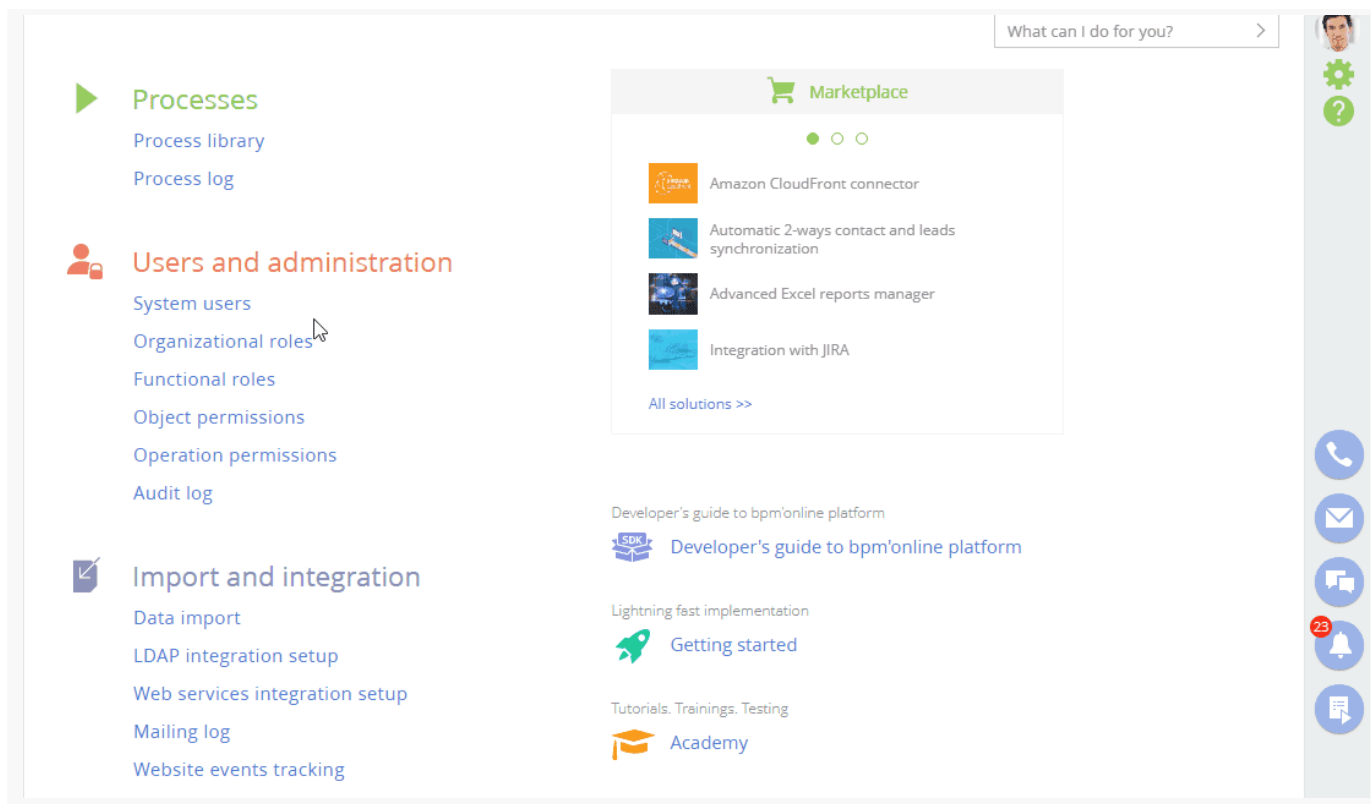 What can I do for you?
Processes
Process library
Process log
Users and administration
System users
Organizational roles
Functional roles
Object permissions
Operation permissions
Audit log
Import and integration
Data import
LDAP integration setup
Web services integration setup
Mailing log
Website events tracking
Marketplace
Amazon CloudFront connector
Automatic 2-ways contact and leads
synchronization
Advanced Excel reports manager
Integration with JIRA
All solutions >>
Developer's guide to bpm'online platform
SDK
Developer's guide to bpm'online platform
Lightning fast implementation
Getting started
Tutorials. Trainings. Testing
Academy
?
23